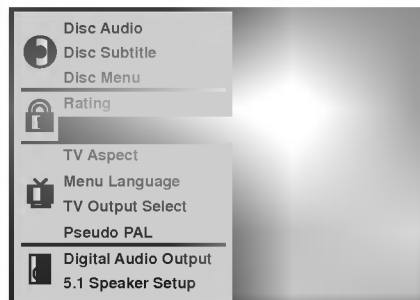 Disc Audio
Disc Subtitle
Disc Menu
Rating
TV Aspect
Menu Language
TV Output Select
Pseudo PAL
Digital Audio Output
5.1 Speaker Setup